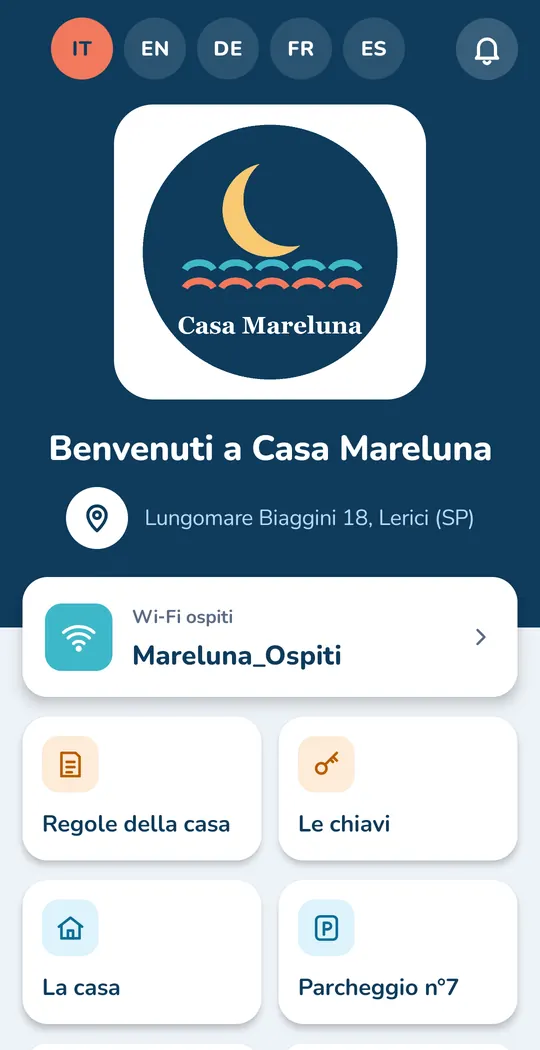 IT EN DE FR ES
Casa Mareluna
Benvenuti a Casa Mareluna
Lungomare Biaggini 18, Lerici (SP)
Wi-Fi ospiti
Mareluna_Ospiti
Regole della casa
Le chiavi
La casa
P
Parcheggio n°7